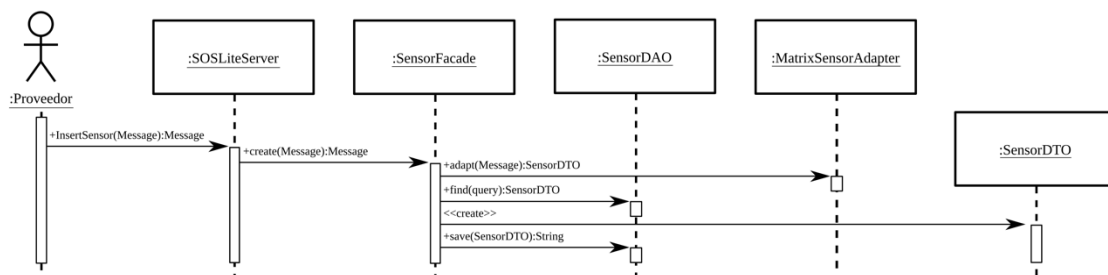 :SOSLiteServer
:SensorFacade
:SensorDAO
:MatrixSensorAdapter
:Proveedor
+InsertSensor(Message):Message
+create(Message):Message
:SensorDTO
+adapt(Message):SensorDTO
+find(query):SensorDTO
<<create>>
+save(SensorDTO):String